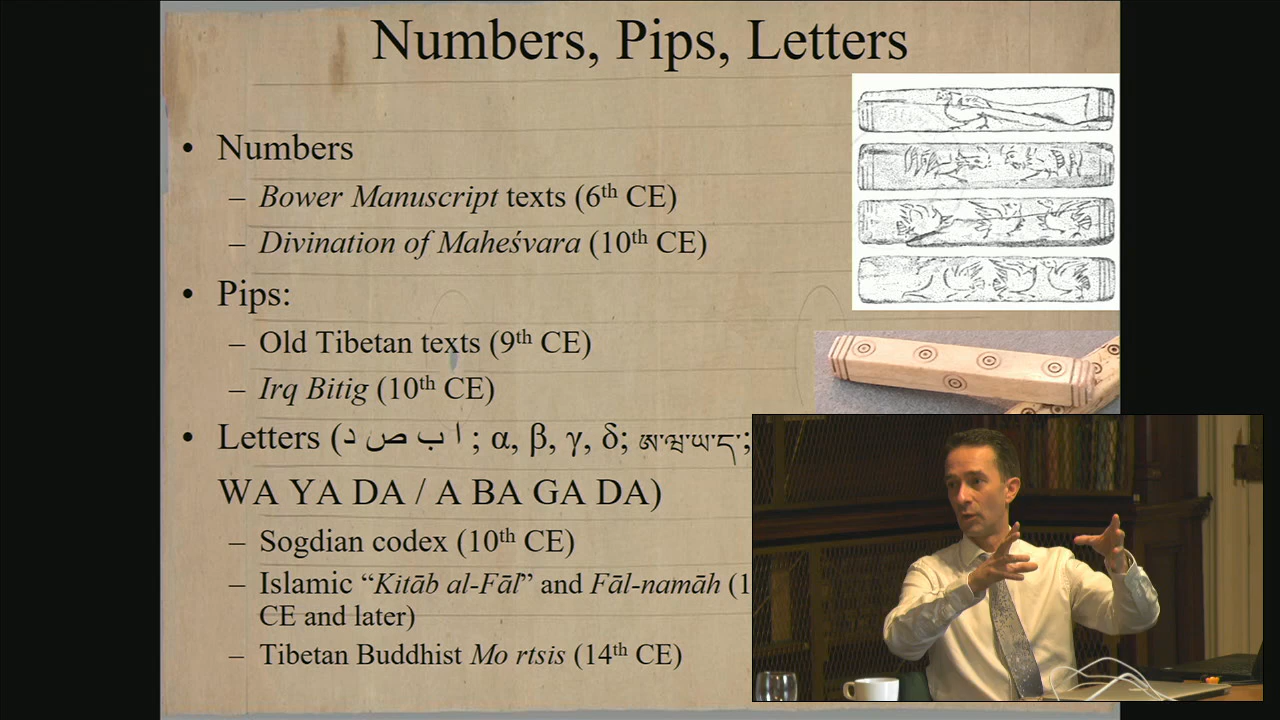 Numbers, Pips, Letters
• Numbers
– Bower Manuscript texts (6th CE)
– Divination of Maheśvara (10th CE)
• Pips:
– Old Tibetan texts (9th CE)
– Irq Bitig (10th CE)
• Letters (ا ب ص د ; α, β, γ, δ; ཨ་ལྷ་ཡ་ད་;
WA YA DA / A BA GA DA)
– Sogdian codex (10th CE)
– Islamic “Kitāb al-Fāl” and Fāl-namāh (1
CE and later)
– Tibetan Buddhist Mo rtsis (14th CE)